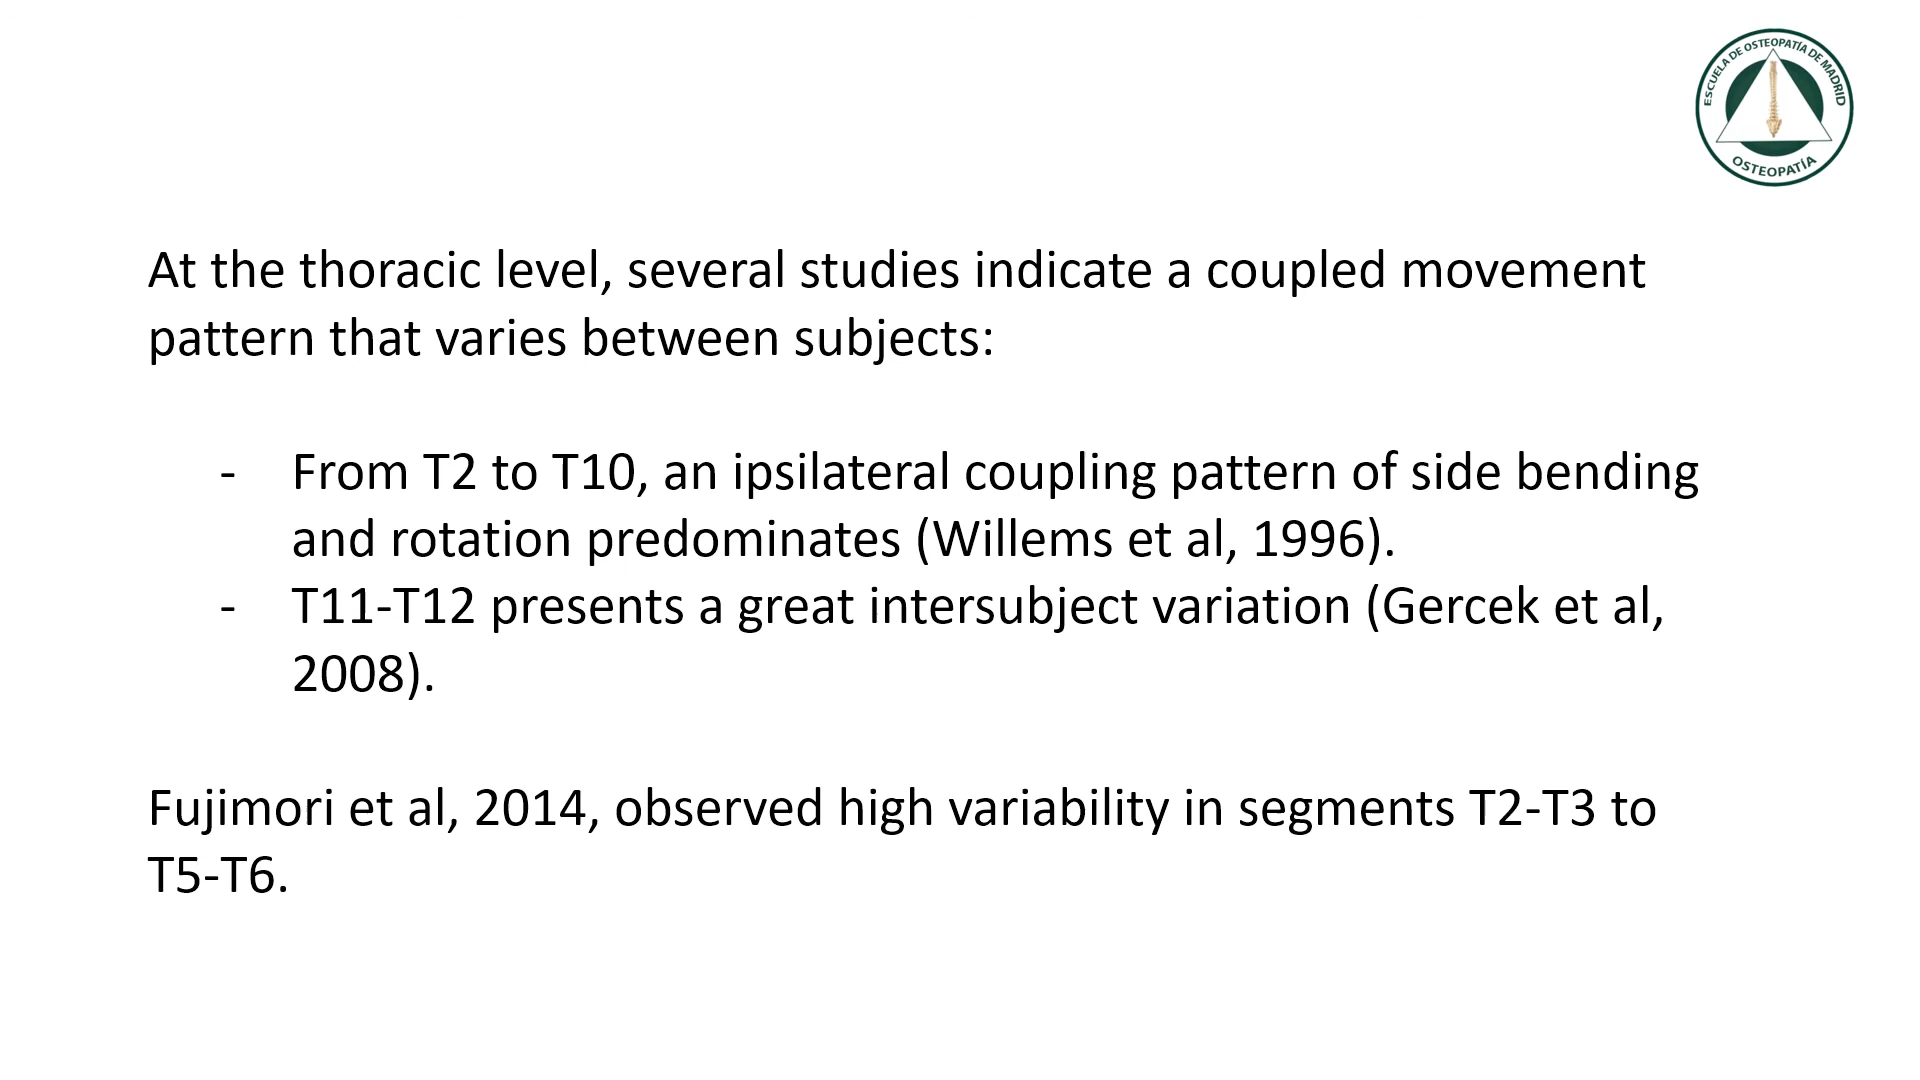 ESCUELA DE OSTEOPATÍA DE MADRID
OSTEOPATÍA
At the thoracic level, several studies indicate a coupled movement
pattern that varies between subjects:
- From T2 to T10, an ipsilateral coupling pattern of side bending
and rotation predominates (Willems et al, 1996).
- T11-T12 presents a great intersubject variation (Gercek et al,
2008).
Fujimori et al, 2014, observed high variability in segments T2-T3 to
T5-T6.